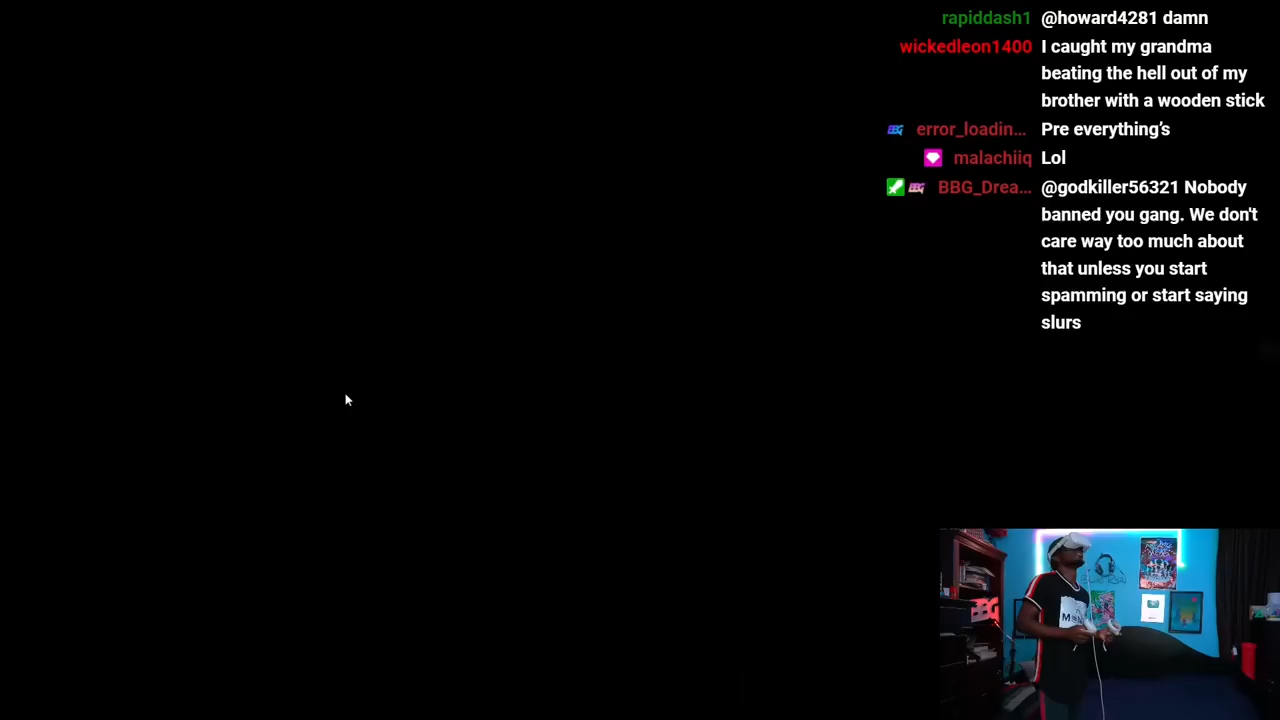 rapiddash1 @howard4281 damn
wickedleon1400 I caught my grandma
beating the hell out of my
brother with a wooden stick
error_loadin... Pre everything's
malachiiq Lol
BBG_Drea... @godkiller56321 Nobody
banned you gang. We don't
care way too much about
that unless you start
spamming or start saying
slurs